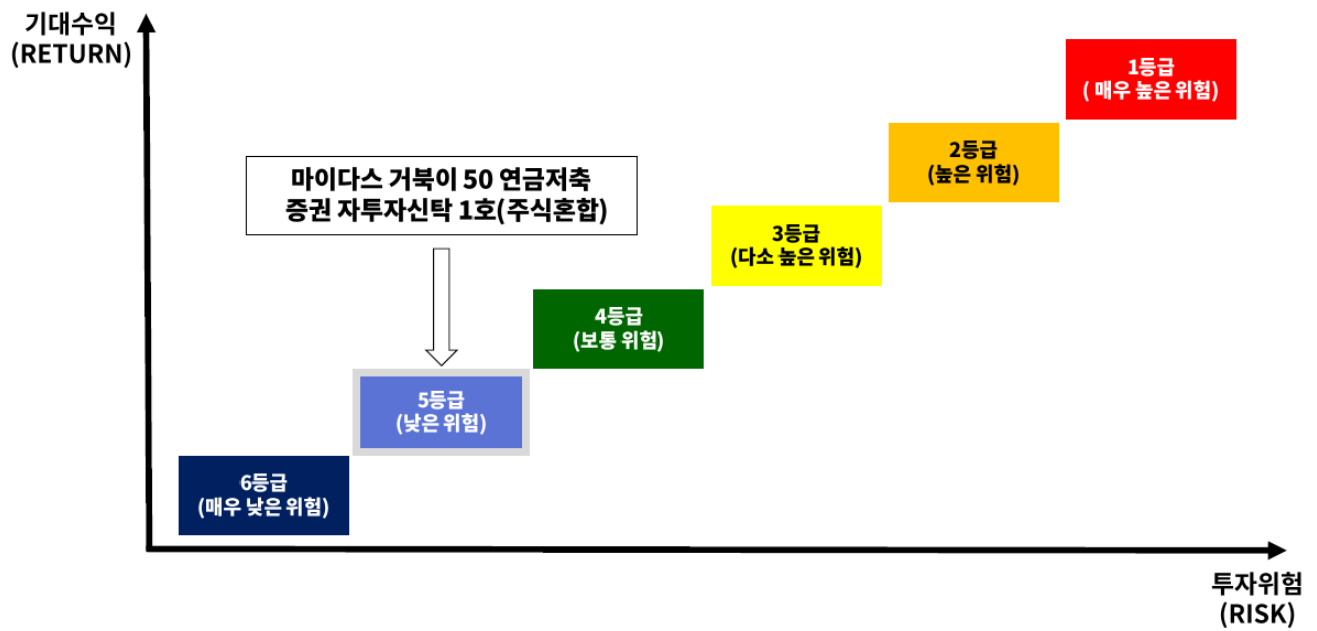 기대수익
(RETURN)
1등급
( 매우 높은 위험)
2등급
(높은 위험)
마이다스 거북이 50 연금저축
증권 자투자신탁 1호(주식혼합)
3등급
(다소 높은 위험)
4등급
(보통 위험)
5등급
(낮은 위험)
6등급
(매우 낮은 위험)
투자위험
(RISK)